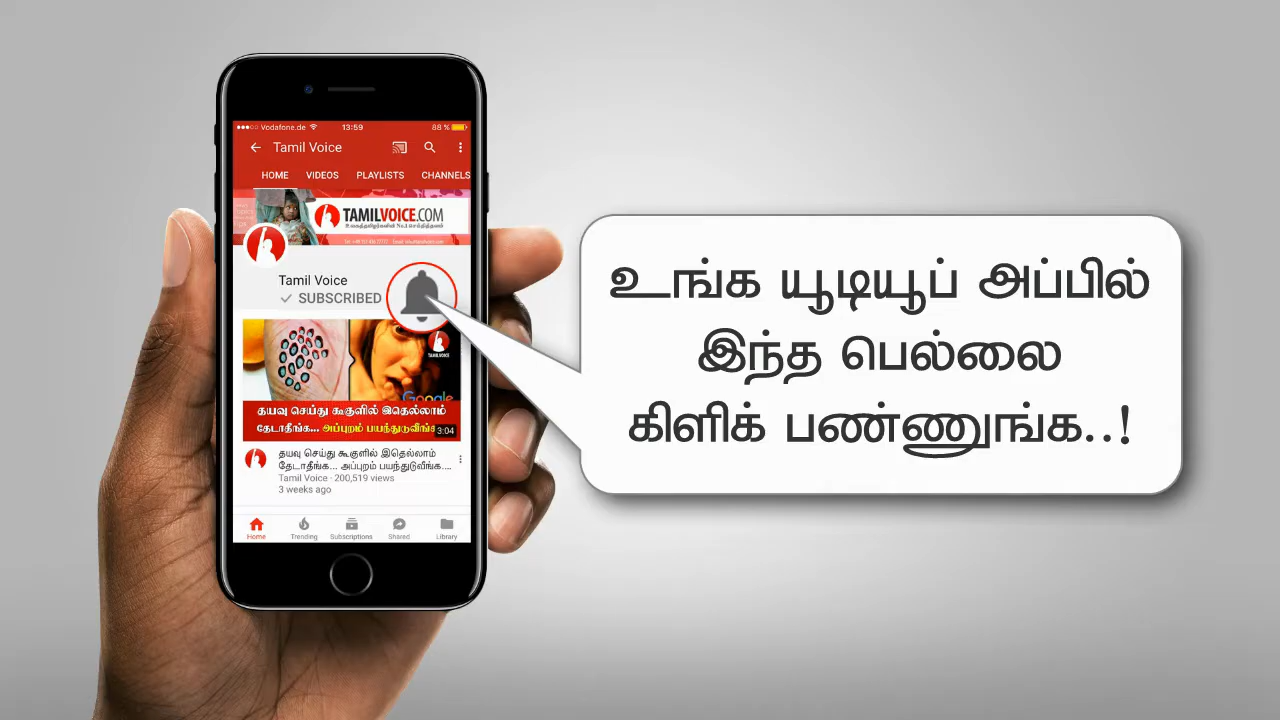 Vodafone.de 13:59 88 %
Tamil Voice
HOME VIDEOS PLAYLISTS CHANNELS
TAMILVOICE.COM
Tamil Voice
SUBSCRIBED
TAMILVOICE
Google
தயவு செய்து கூகுளில் இதெல்லாம்
தேடாதீங்க... அப்புறம் பயந்துடுவீங்க
3:04
தயவு செய்து கூகுளில் இதெல்லாம்
தேடாதீங்க... அப்புறம் பயந்துடுவீங்க....
Tamil Voice - 200,519 views
3 weeks ago
Home Trending Subscriptions Shared Library
உங்க யூடியூப் அப்பில்
இந்த பெல்லை
கிளிக் பண்ணுங்க..!